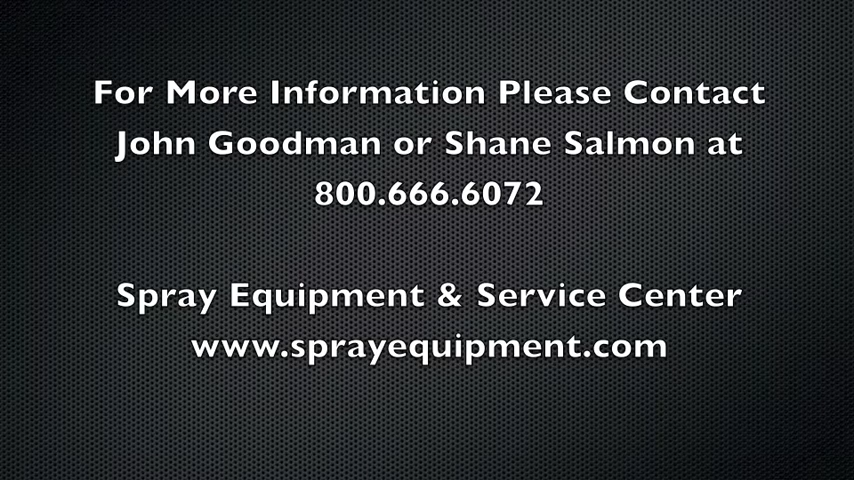 For More Information Please Contact
John Goodman or Shane Salmon at
800.666.6072
Spray Equipment & Service Center
www.sprayequipment.com